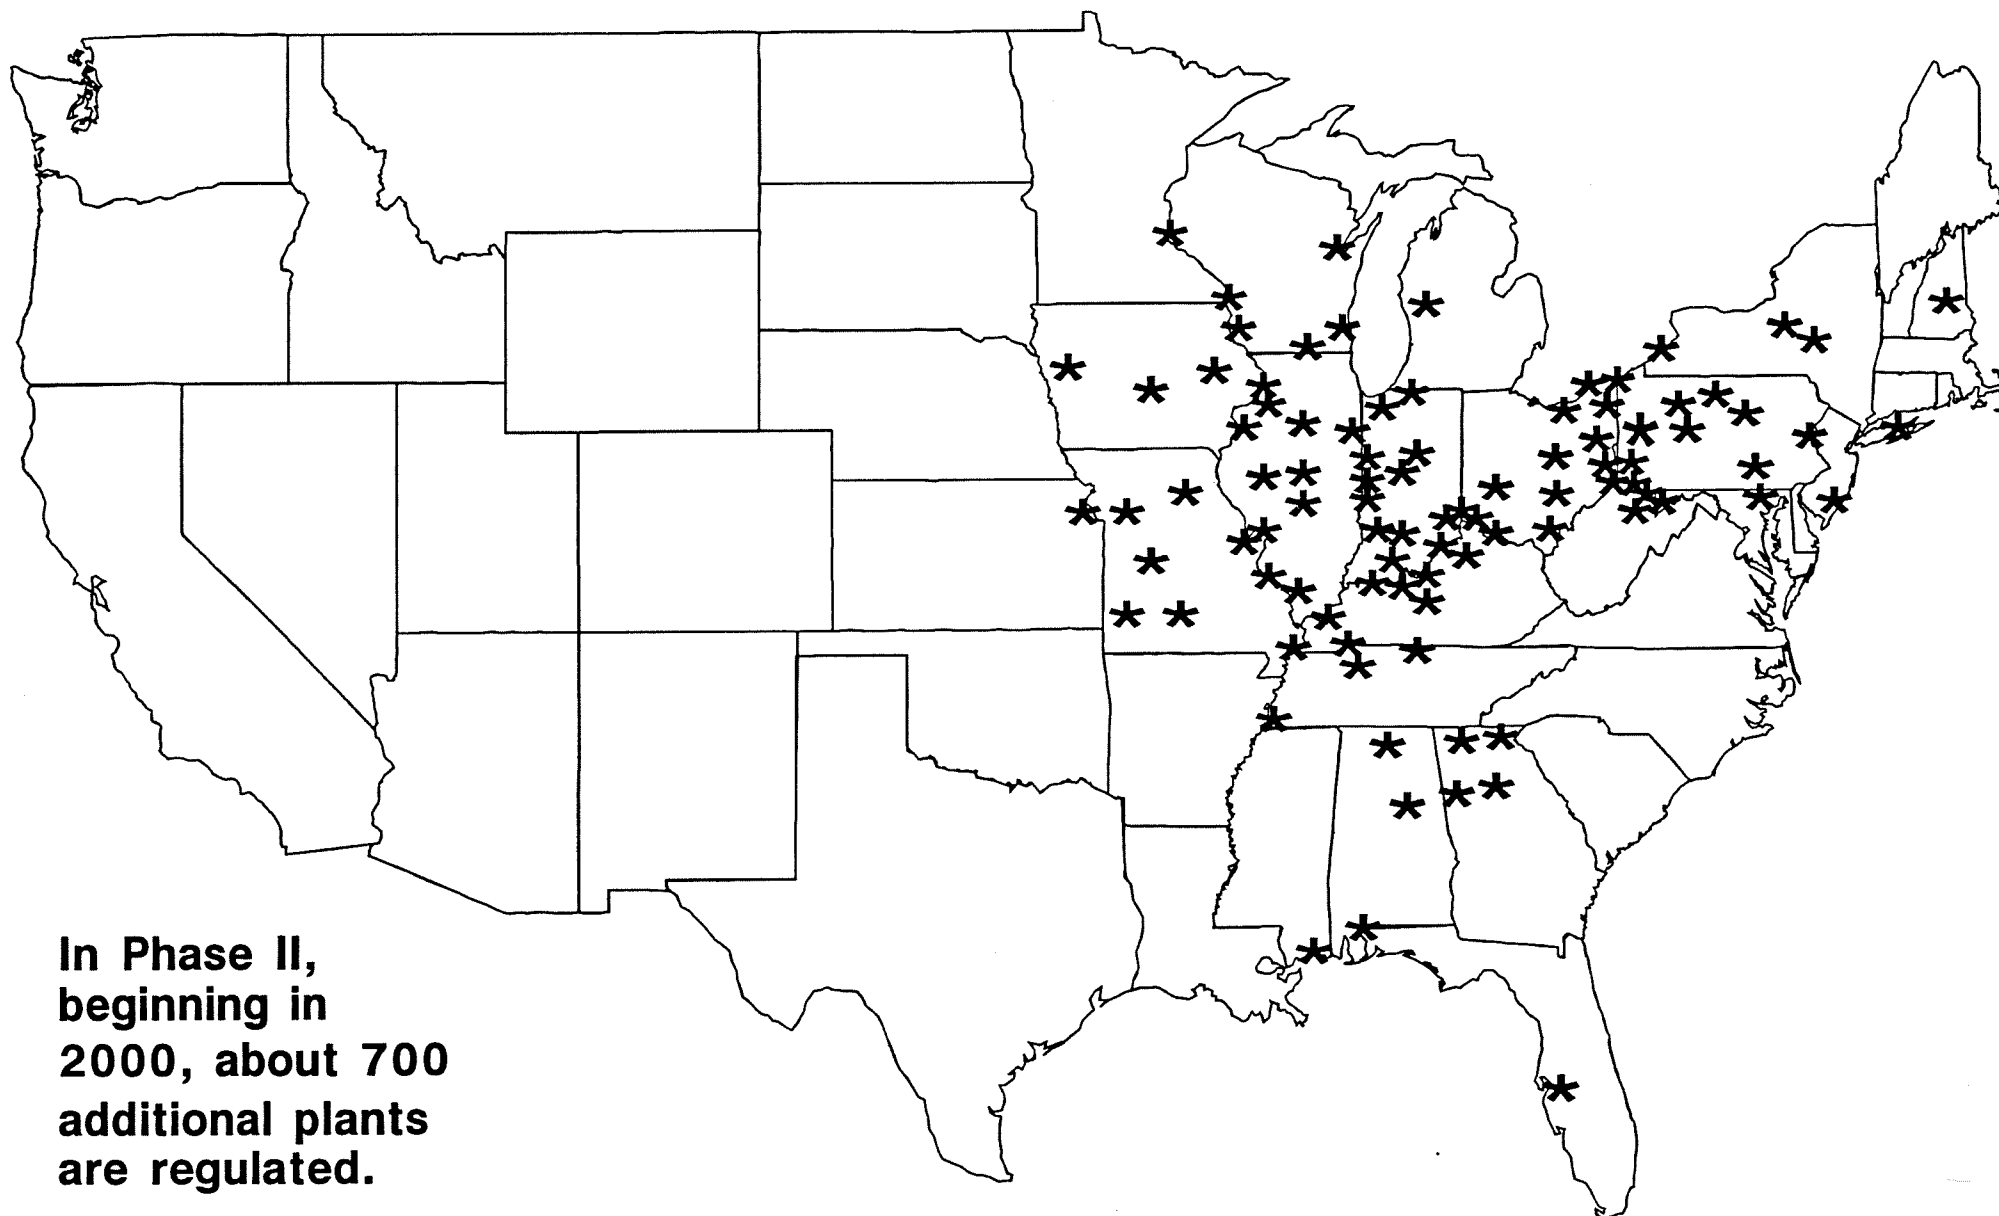 In Phase II,
beginning in
2000, about 700
additional plants
are regulated.